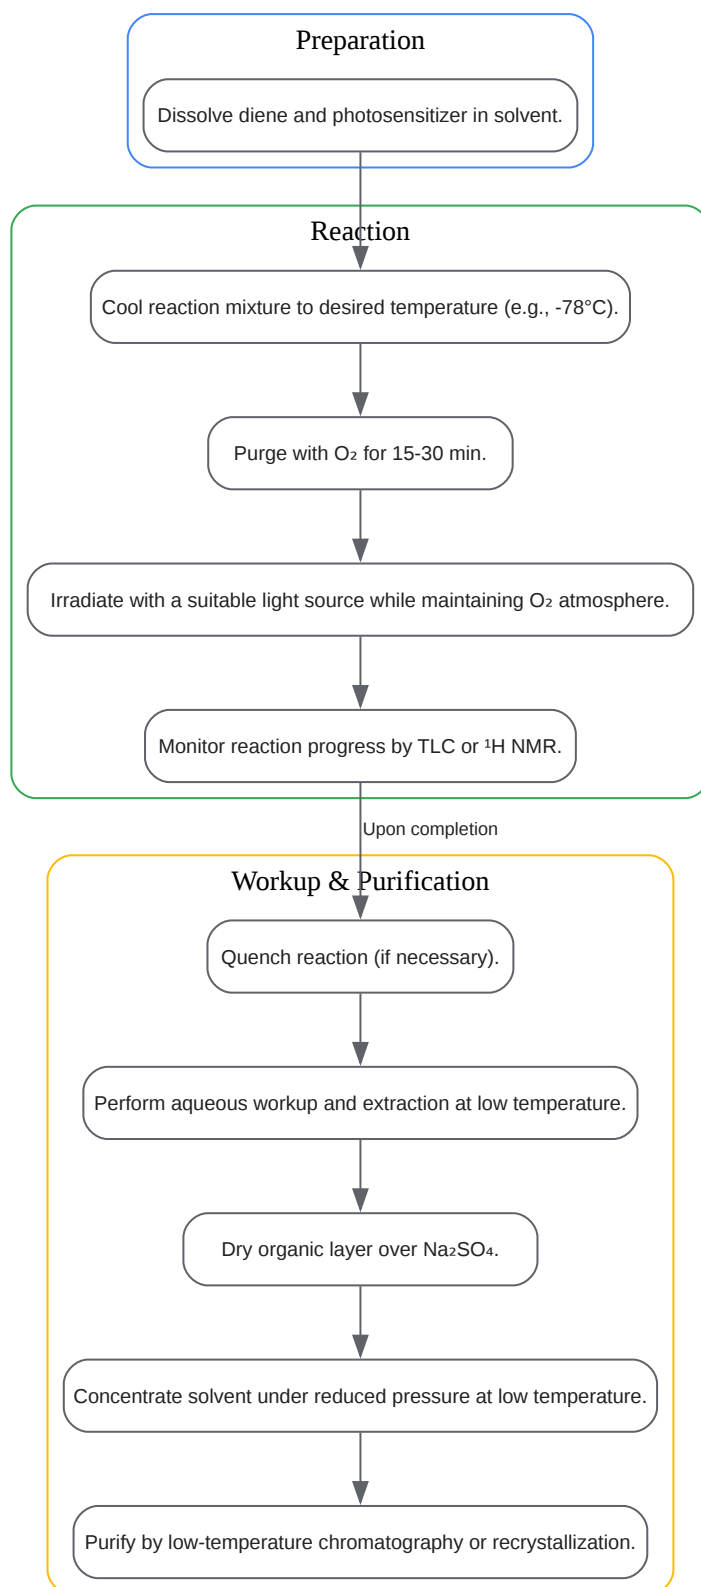 Preparation
Dissolve diene and photosensitizer in solvent.
Reaction
Cool reaction mixture to desired temperature (e.g., -78°C).
Purge with O₂ for 15-30 min.
Irradiate with a suitable light source while maintaining O₂ atmosphere.
Monitor reaction progress by TLC or ¹H NMR.
Upon completion
Workup & Purification
Quench reaction (if necessary).
Perform aqueous workup and extraction at low temperature.
Dry organic layer over Na₂SO₄.
Concentrate solvent under reduced pressure at low temperature.
Purify by low-temperature chromatography or recrystallization.